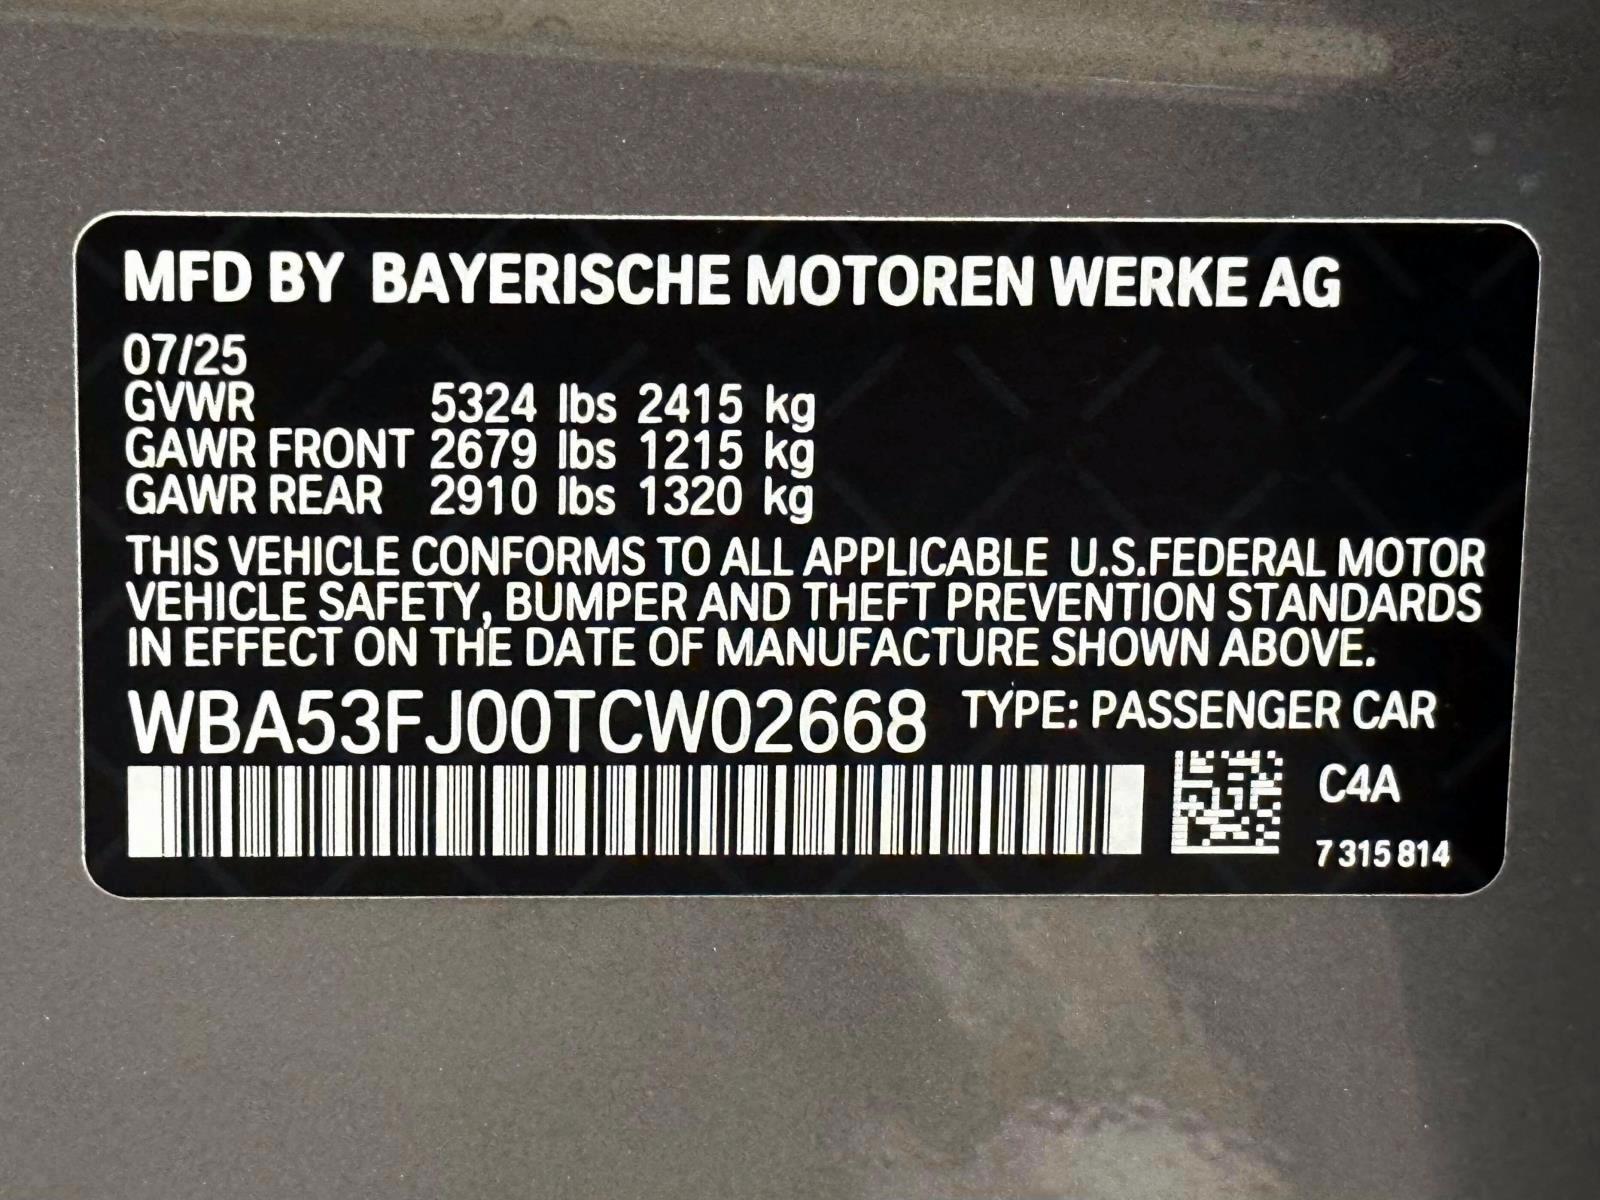 MFD BY BAYERISCHE MOTOREN WERKE AG
07/25
GVWR 5324 lbs 2415 kg
GAWR FRONT 2679 lbs 1215 kg
GAWR REAR 2910 lbs 1320 kg
THIS VEHICLE CONFORMS TO ALL APPLICABLE U.S.FEDERAL MOTOR
VEHICLE SAFETY, BUMPER AND THEFT PREVENTION STANDARDS
IN EFFECT ON THE DATE OF MANUFACTURE SHOWN ABOVE.
WBA53FJ00TCW02668 TYPE: PASSENGER CAR
C4A
7 315 814